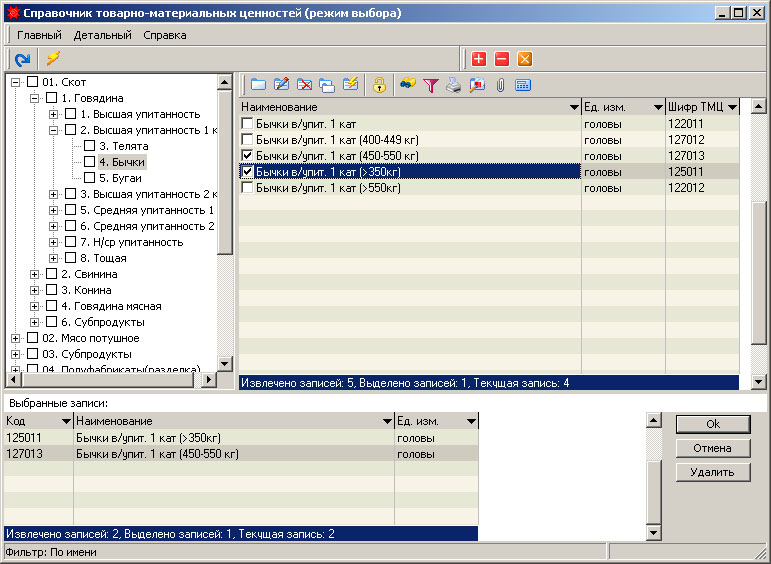 Справочник товарно-материальных ценностей (режим выбора)
Главный Детальный Справка
01. Скот
1. Говядина
1. Высшая упитанность
2. Высшая упитанность 1 к
3. Телята
4. Бычки
5. Бугаи
3. Высшая упитанность 2 к
5. Средняя упитанность 1
6. Средняя упитанность 2
7. Н/ср упитанность
8. Тощая
2. Свинина
3. Конина
4. Говядина мясная
6. Субпродукты
02. Мясо потушное
03. Субпродукты
04. Полуфабрикаты(разделка)
Наименование Ед. изм. Шифр ТМЦ
Бычки в/упит. 1 кат головы 122011
Бычки в/упит. 1 кат (400-449 кг) головы 127012
Бычки в/упит. 1 кат (450-550 кг) головы 127013
Бычки в/упит. 1 кат (>350кг) головы 125011
Бычки в/упит. 1 кат (>550кг) головы 122012
Извлечено записей: 5, Выделено записей: 1, Текущая запись: 4
Выбранные записи:
Код Наименование Ед. изм.
125011 Бычки в/упит. 1 кат (>350кг) головы
127013 Бычки в/упит. 1 кат (450-550 кг) головы
Извлечено записей: 2, Выделено записей: 1, Текущая запись: 2
Ok
Отмена
Удалить
Фильтр: По имени